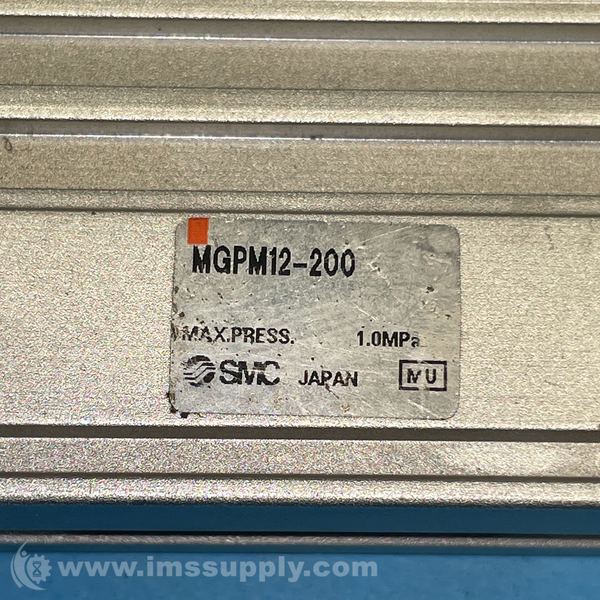 MGPM12-200
MAX.PRESS. 1.0MPa
SMC JAPAN MU
www.imssupply.com